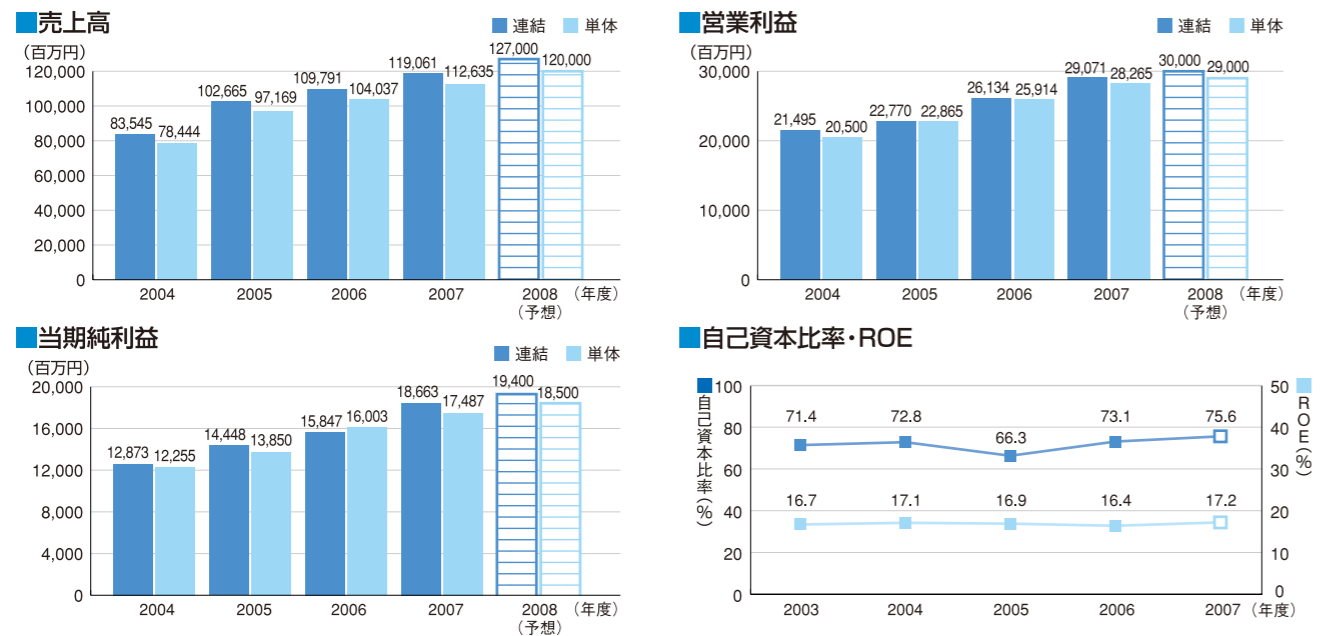 売上高
連結 単体
（百万円）
127,000
120,000
119,061
112,635
109,791
104,037
102,665
97,169
83,545
78,444
120,000
100,000
80,000
60,000
40,000
20,000
0
2004 2005 2006 2007 2008 （年度）
（予想）
営業利益
連結 単体
（百万円）
30,000
29,000
29,071
28,265
26,134 25,914
22,770 22,865
21,495
20,500
30,000
20,000
10,000
0
2004 2005 2006 2007 2008 （年度）
（予想）
当期純利益
連結 単体
（百万円）
19,400
18,500
18,663
17,487
15,847 16,003
14,448
13,850
12,873 12,255
20,000
16,000
12,000
8,000
4,000
0
2004 2005 2006 2007 2008 （年度）
（予想）
自己資本比率・ROE
自己資本比率（%）
100
80
60
40
20
0
71.4 72.8 66.3 73.1 75.6
16.7 17.1 16.9 16.4 17.2
50
40
30
20
10
0
ROE（%）
2003 2004 2005 2006 2007 （年度）